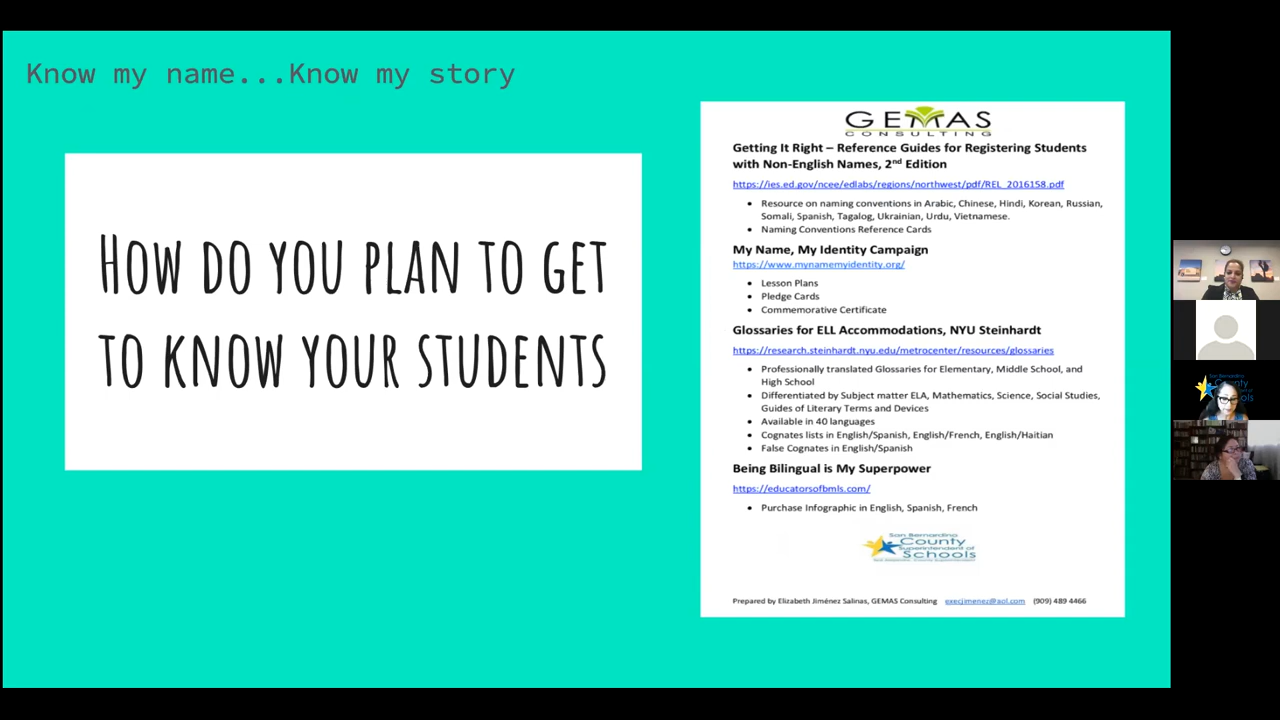 Know my name...Know my story
How do you plan to get
to know your students
GEMAS
CONSULTING
Getting It Right – Reference Guides for Registering Students
with Non-English Names, 2nd Edition
https://ies.ed.gov/ncee/edlabs/regions/northwest/pdf/REL_2016158.pdf
• Resource on naming conventions in Arabic, Chinese, Hindi, Korean, Russian,
Somali, Spanish, Tagalog, Ukrainian, Urdu, Vietnamese.
• Naming Conventions Reference Cards
My Name, My Identity Campaign
https://www.mynamemyidentity.org/
• Lesson Plans
• Pledge Cards
• Commemorative Certificate
Glossaries for ELL Accommodations, NYU Steinhardt
https://research.steinhardt.nyu.edu/metrocenter/resources/glossaries
• Professionally translated Glossaries for Elementary, Middle School, and
High School
• Differentiated by Subject matter ELA, Mathematics, Science, Social Studies,
Guides of Literary Terms and Devices
• Available in 40 languages
• Cognates lists in English/Spanish, English/French, English/Haitian
• False Cognates in English/Spanish
Being Bilingual is My Superpower
https://educatorsofbmls.com/
• Purchase Infographic in English, Spanish, French
San Bernardino
County
Superintendent of
Schools
Prepared by Elizabeth Jiménez Salinas, GEMAS Consulting execjimenez@aol.com (909) 489 4466